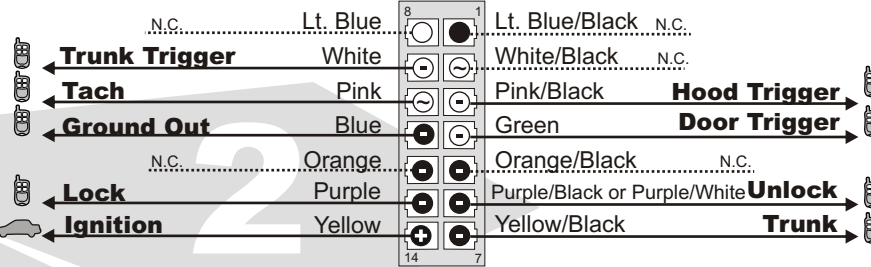 8 1
N.C. Lt. Blue Lt. Blue/Black N.C.
Trunk Trigger White White/Black N.C.
Tach Pink Pink/Black Hood Trigger
Ground Out Blue Green Door Trigger
N.C. Orange Orange/Black N.C.
Lock Purple Purple/Black or Purple/White Unlock
Ignition Yellow Yellow/Black Trunk
14 7
2